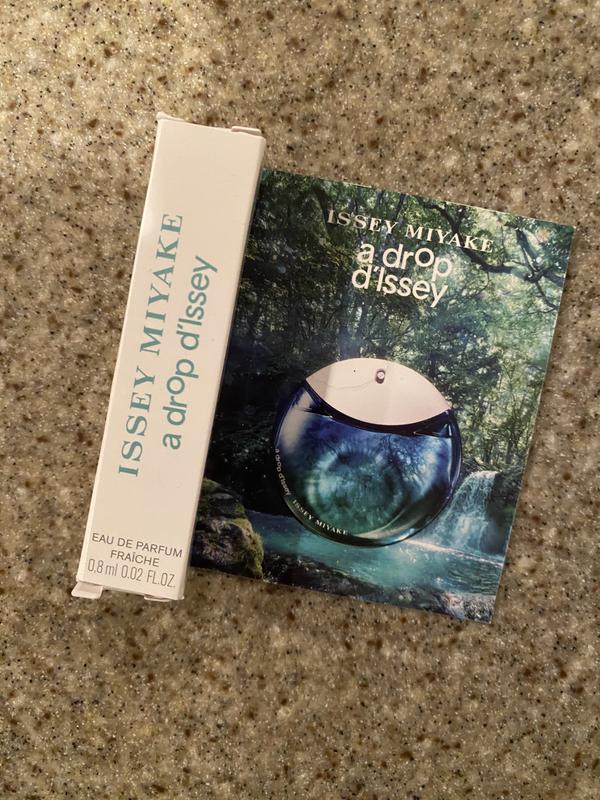 ISSEY MIYAKE
a drop d'Issey
EAU DE PARFUM
FRAÎCHE
0.8 ml 0.02 FL.OZ.
ISSEY MIYAKE
a drop
d'Issey
a drop d'Issey
ISSEY MIYAKE